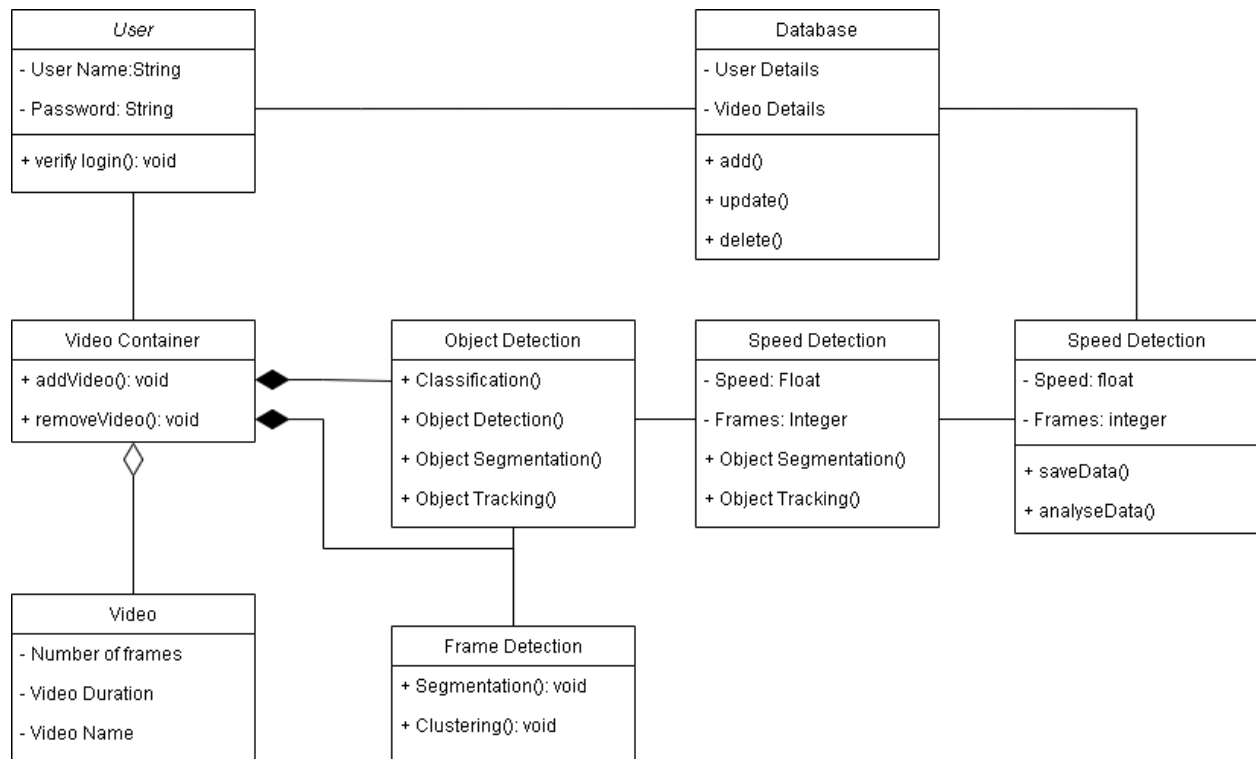 User
- User Name:String
- Password: String
+ verify login(): void
Database
- User Details
- Video Details
+ add()
+ update()
+ delete()
Video Container
+ addVideo(): void
+ removeVideo(): void
Object Detection
+ Classification()
+ Object Detection()
+ Object Segmentation()
+ Object Tracking()
Speed Detection
- Speed: Float
- Frames: Integer
+ Object Segmentation()
+ Object Tracking()
Speed Detection
- Speed: float
- Frames: integer
+ saveData()
+ analyseData()
Video
- Number of frames
- Video Duration
- Video Name
Frame Detection
+ Segmentation(): void
+ Clustering(): void